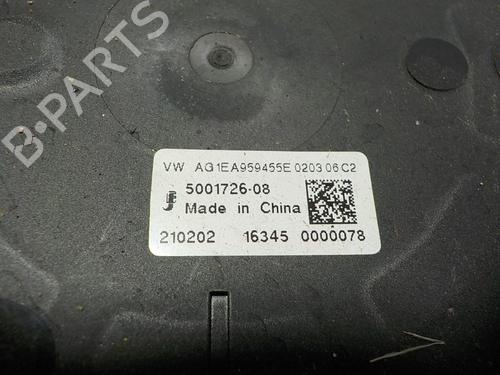 B-PARTS
VW AG1EA959455E 0203 06 C2
5001726-08
Made in China
210202 16345 0000078